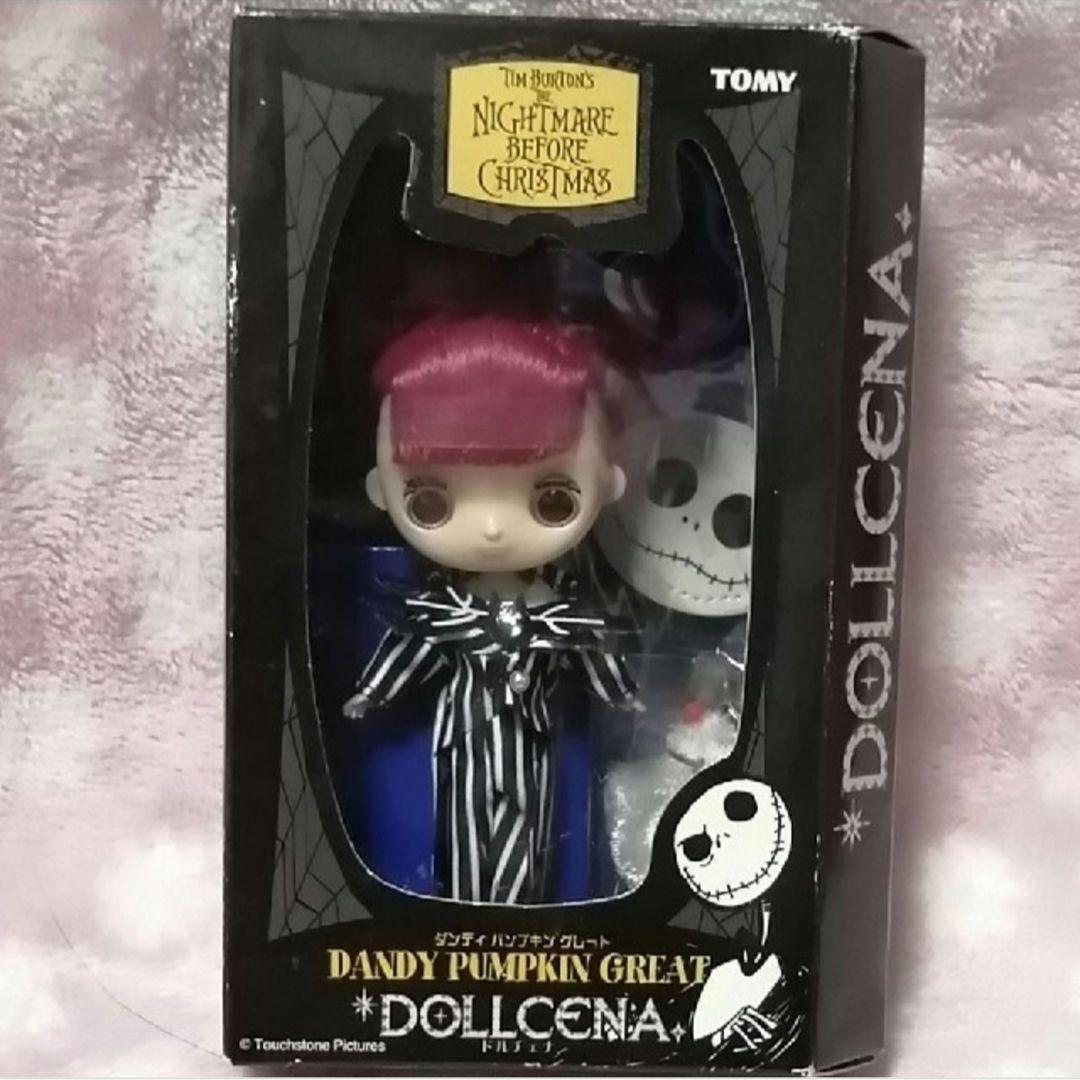 TIM BURTON'S
THE
NIGHTMARE
BEFORE
CHRISTMAS
TOMY
DOLLCENA
ダンディ パンプキン グレート
DANDY PUMPKIN GREAT
DOLLCENA
ドルチェナ
© Touchstone Pictures